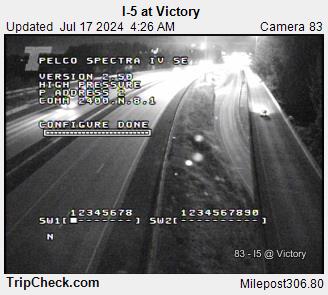 I-5 at Victory
Updated Jul 17 2024 4:26 AM Camera 83
PELCO SPECTRA IV SE
VERSION 2.50
HIGH PRESSURE
P ADDRESS 2
COMM 2400.N.8.1
CONFIGURE DONE
12345678 1234567890
SW1[■-------] SW2[----------]
N
83 - I5 @ Victory
TripCheck.com Milepost306.80